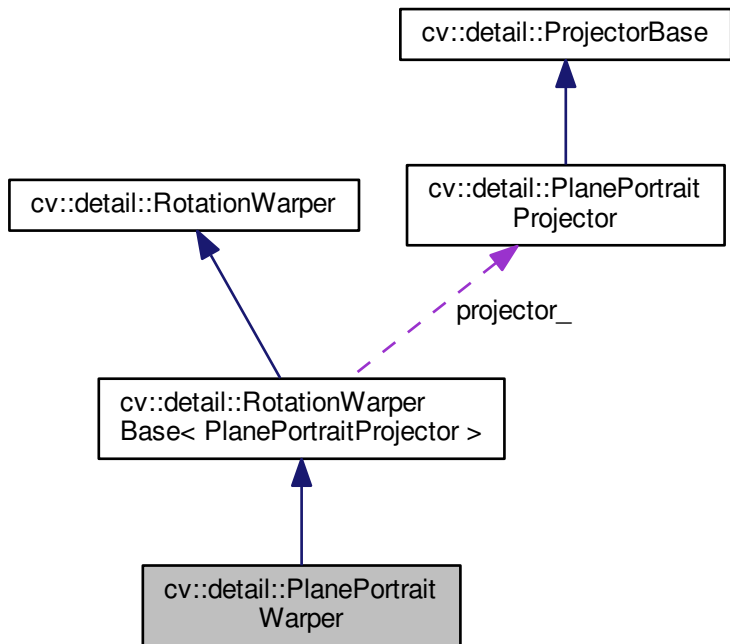 cv::detail::ProjectorBase
cv::detail::RotationWarper
cv::detail::PlanePortrait
Projector
projector_
cv::detail::RotationWarper
Base< PlanePortraitProjector >
cv::detail::PlanePortrait
Warper